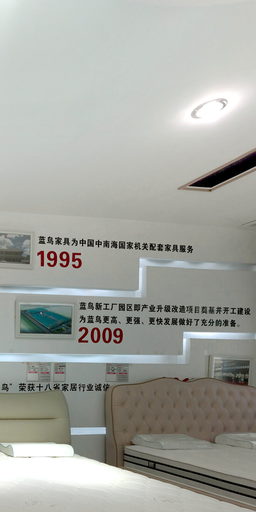 蓝鸟家具为中国中南海国家机关配套家具服务
1995
蓝鸟新工厂园区即产业升级改造项目奠基并开工建设
为蓝鸟更高、更强、更快发展做好了充分的准备。
2009
鸟”荣获十八省家居行业诚信